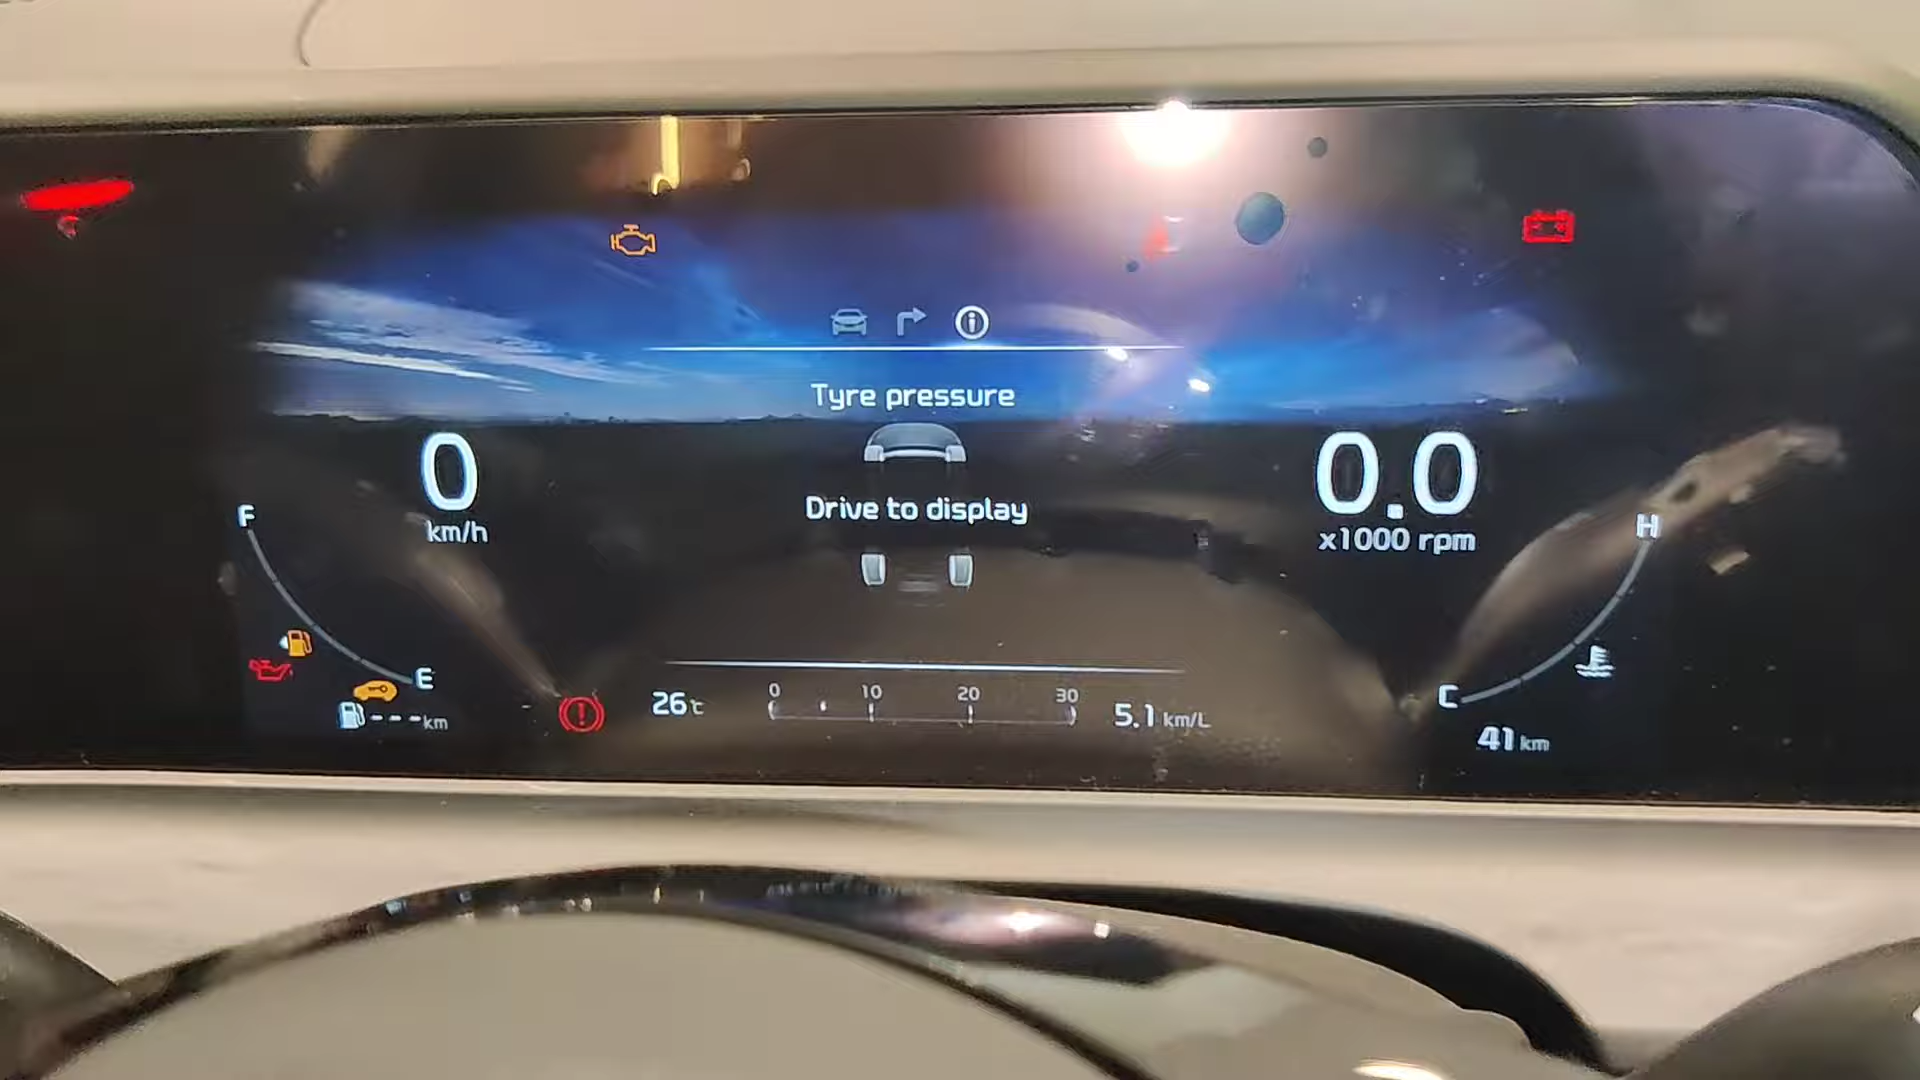 Tyre pressure
0
km/h
Drive to display
0.0
x1000 rpm
F
E
---km
26°C
0 10 20 30
5.1 km/L
H
C
41 km